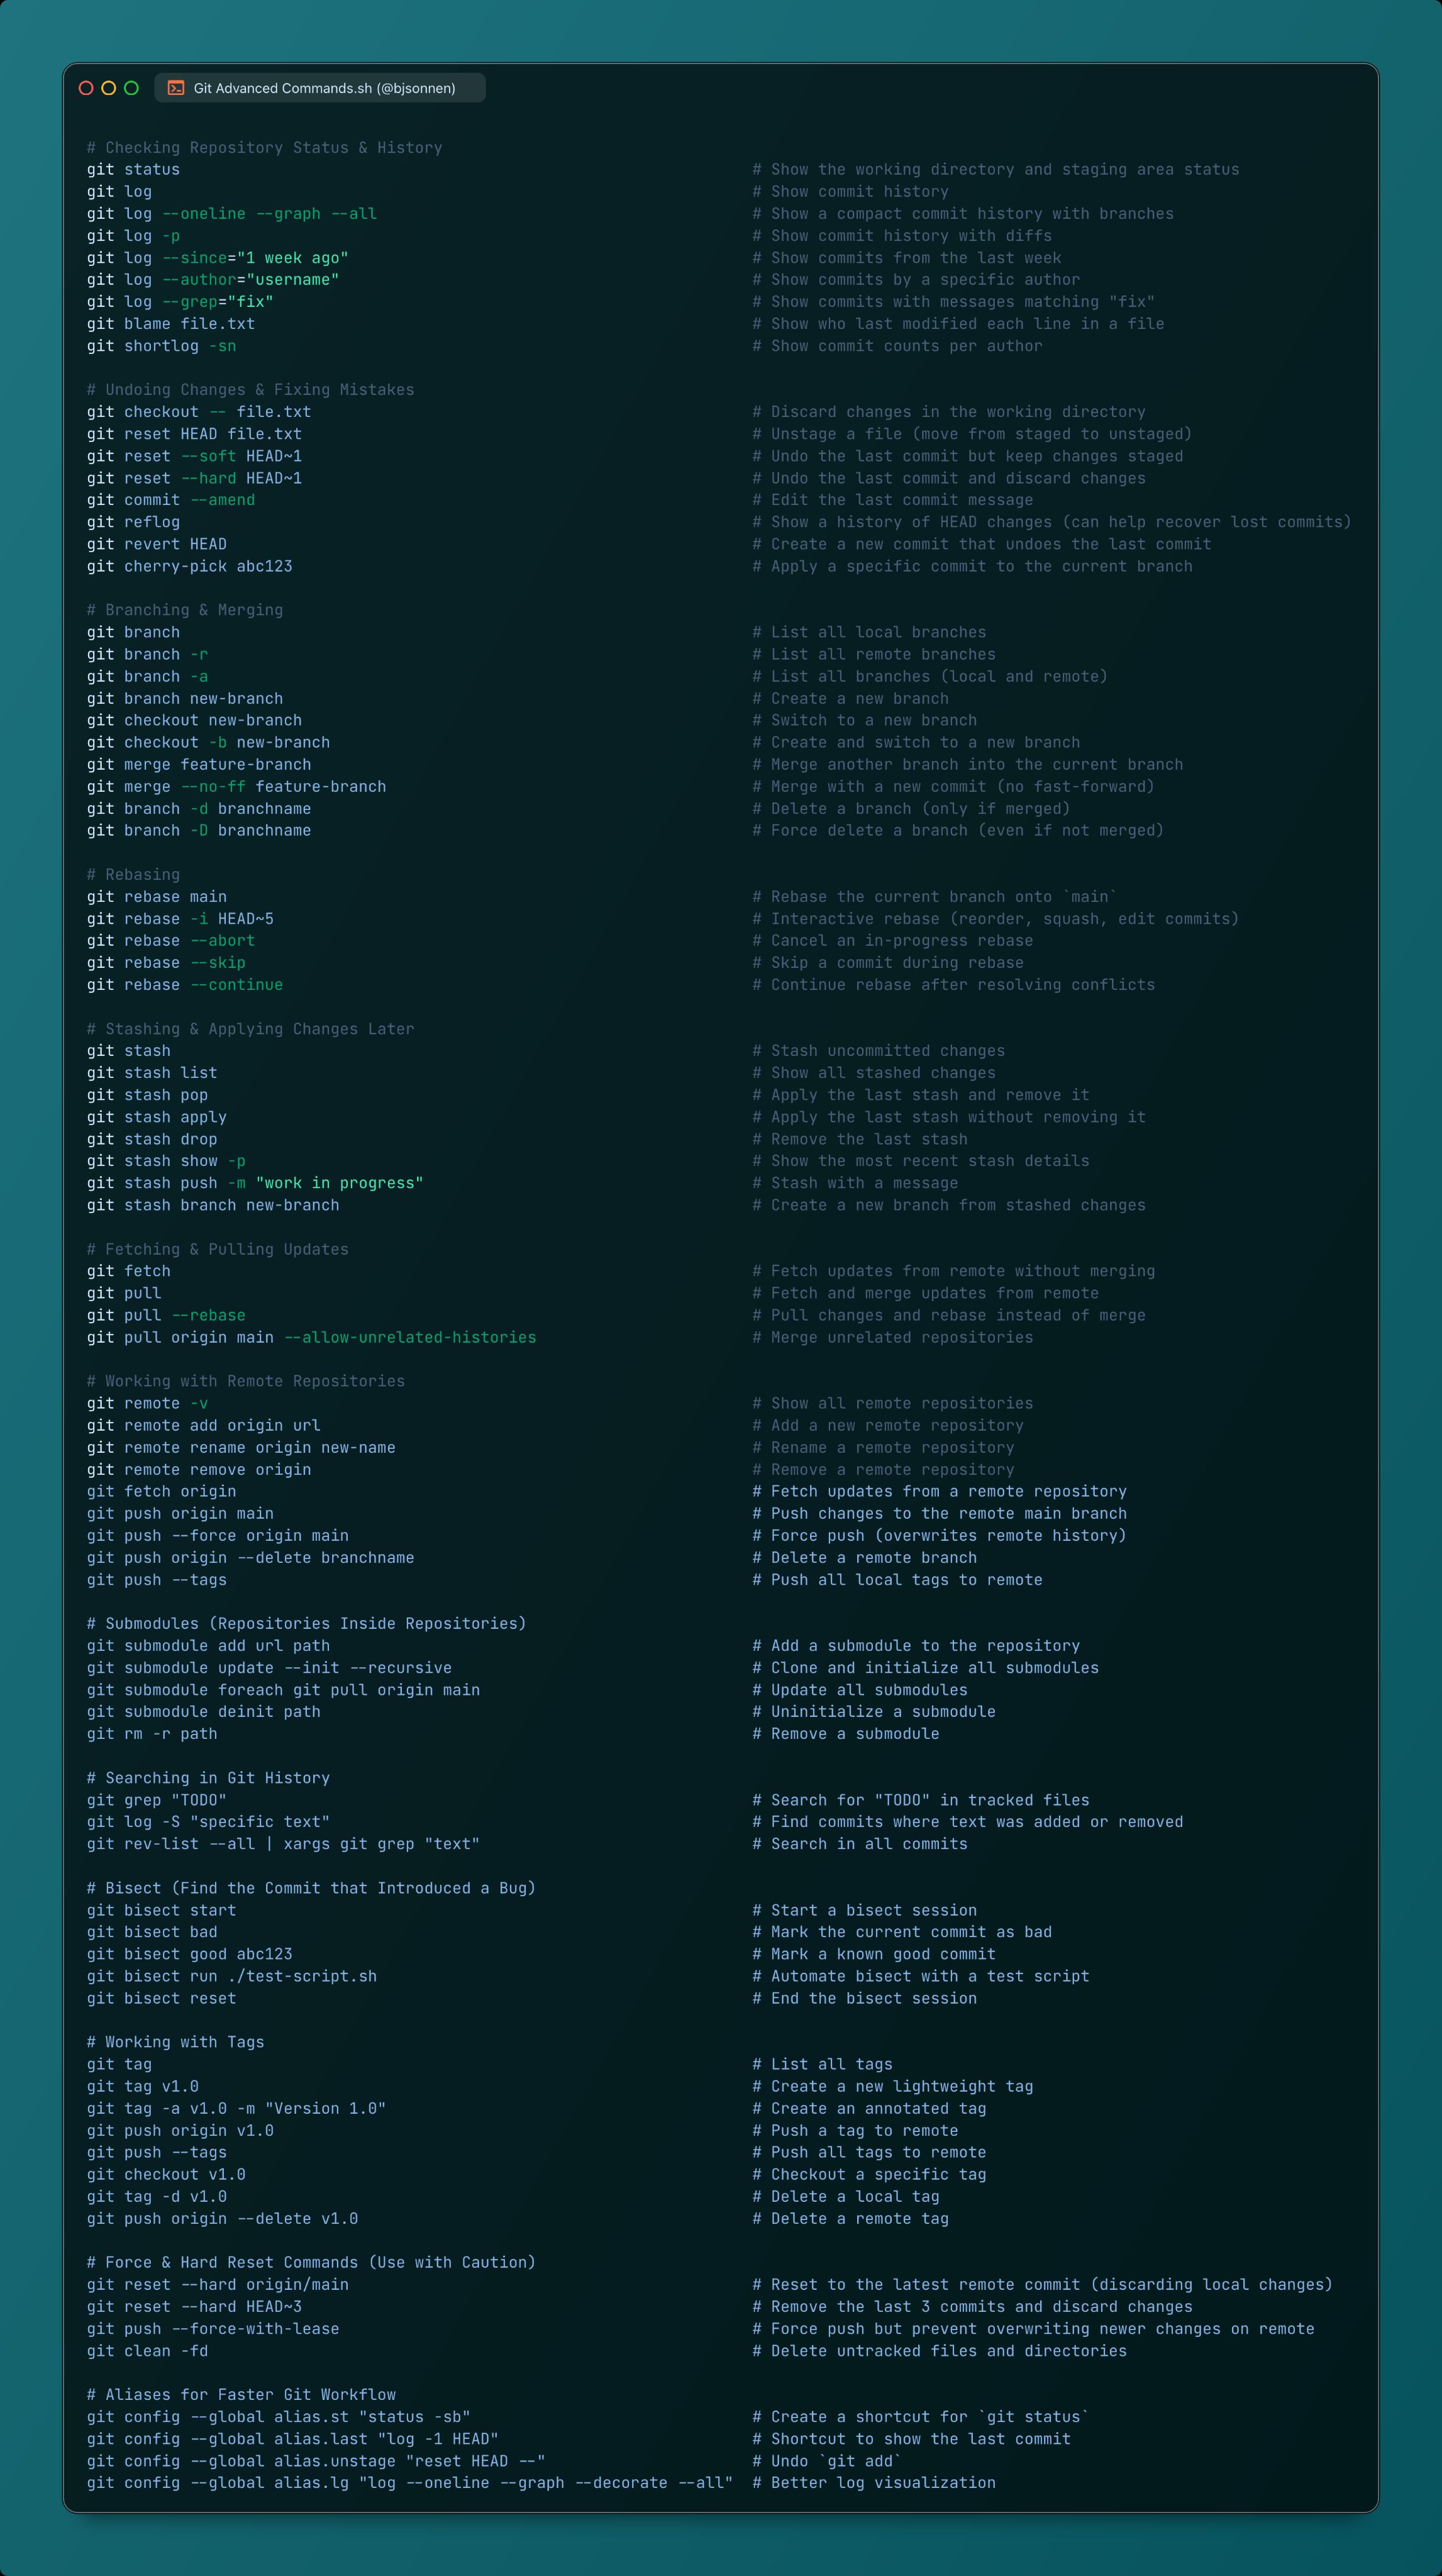 Git Advanced Commands.sh (@bjsonnen)
# Checking Repository Status & History
git status # Show the working directory and staging area status
git log # Show commit history
git log --oneline --graph --all # Show a compact commit history with branches
git log -p # Show commit history with diffs
git log --since="1 week ago" # Show commits from the last week
git log --author="username" # Show commits by a specific author
git log --grep="fix" # Show commits with messages matching "fix"
git blame file.txt # Show who last modified each line in a file
git shortlog -sn # Show commit counts per author
# Undoing Changes & Fixing Mistakes
git checkout -- file.txt # Discard changes in the working directory
git reset HEAD file.txt # Unstage a file (move from staged to unstaged)
git reset --soft HEAD~1 # Undo the last commit but keep changes staged
git reset --hard HEAD~1 # Undo the last commit and discard changes
git commit --amend # Edit the last commit message
git reflog # Show a history of HEAD changes (can help recover lost commits)
git revert HEAD # Create a new commit that undoes the last commit
git cherry-pick abc123 # Apply a specific commit to the current branch
# Branching & Merging
git branch # List all local branches
git branch -r # List all remote branches
git branch -a # List all branches (local and remote)
git branch new-branch # Create a new branch
git checkout new-branch # Switch to a new branch
git checkout -b new-branch # Create and switch to a new branch
git merge feature-branch # Merge another branch into the current branch
git merge --no-ff feature-branch # Merge with a new commit (no fast-forward)
git branch -d branchname # Delete a branch (only if merged)
git branch -D branchname # Force delete a branch (even if not merged)
# Rebasing
git rebase main # Rebase the current branch onto `main`
git rebase -i HEAD~5 # Interactive rebase (reorder, squash, edit commits)
git rebase --abort # Cancel an in-progress rebase
git rebase --skip # Skip a commit during rebase
git rebase --continue # Continue rebase after resolving conflicts
# Stashing & Applying Changes Later
git stash # Stash uncommitted changes
git stash list # Show all stashed changes
git stash pop # Apply the last stash and remove it
git stash apply # Apply the last stash without removing it
git stash drop # Remove the last stash
git stash show -p # Show the most recent stash details
git stash push -m "work in progress" # Stash with a message
git stash branch new-branch # Create a new branch from stashed changes
# Fetching & Pulling Updates
git fetch # Fetch updates from remote without merging
git pull # Fetch and merge updates from remote
git pull --rebase # Pull changes and rebase instead of merge
git pull origin main --allow-unrelated-histories # Merge unrelated repositories
# Working with Remote Repositories
git remote -v # Show all remote repositories
git remote add origin url # Add a new remote repository
git remote rename origin new-name # Rename a remote repository
git remote remove origin # Remove a remote repository
git fetch origin # Fetch updates from a remote repository
git push origin main # Push changes to the remote main branch
git push --force origin main # Force push (overwrites remote history)
git push origin --delete branchname # Delete a remote branch
git push --tags # Push all local tags to remote
# Submodules (Repositories Inside Repositories)
git submodule add url path # Add a submodule to the repository
git submodule update --init --recursive # Clone and initialize all submodules
git submodule foreach git pull origin main # Update all submodules
git submodule deinit path # Uninitialize a submodule
git rm -r path # Remove a submodule
# Searching in Git History
git grep "TODO" # Search for "TODO" in tracked files
git log -S "specific text" # Find commits where text was added or removed
git rev-list --all | xargs git grep "text" # Search in all commits
# Bisect (Find the Commit that Introduced a Bug)
git bisect start # Start a bisect session
git bisect bad # Mark the current commit as bad
git bisect good abc123 # Mark a known good commit
git bisect run ./test-script.sh # Automate bisect with a test script
git bisect reset # End the bisect session
# Working with Tags
git tag # List all tags
git tag v1.0 # Create a new lightweight tag
git tag -a v1.0 -m "Version 1.0" # Create an annotated tag
git push origin v1.0 # Push a tag to remote
git push --tags # Push all tags to remote
git checkout v1.0 # Checkout a specific tag
git tag -d v1.0 # Delete a local tag
git push origin --delete v1.0 # Delete a remote tag
# Force & Hard Reset Commands (Use with Caution)
git reset --hard origin/main # Reset to the latest remote commit (discarding local changes)
git reset --hard HEAD~3 # Remove the last 3 commits and discard changes
git push --force-with-lease # Force push but prevent overwriting newer changes on remote
git clean -fd # Delete untracked files and directories
# Aliases for Faster Git Workflow
git config --global alias.st "status -sb" # Create a shortcut for `git status`
git config --global alias.last "log -1 HEAD" # Shortcut to show the last commit
git config --global alias.unstage "reset HEAD --" # Undo `git add`
git config --global alias.lg "log --oneline --graph --decorate --all" # Better log visualization